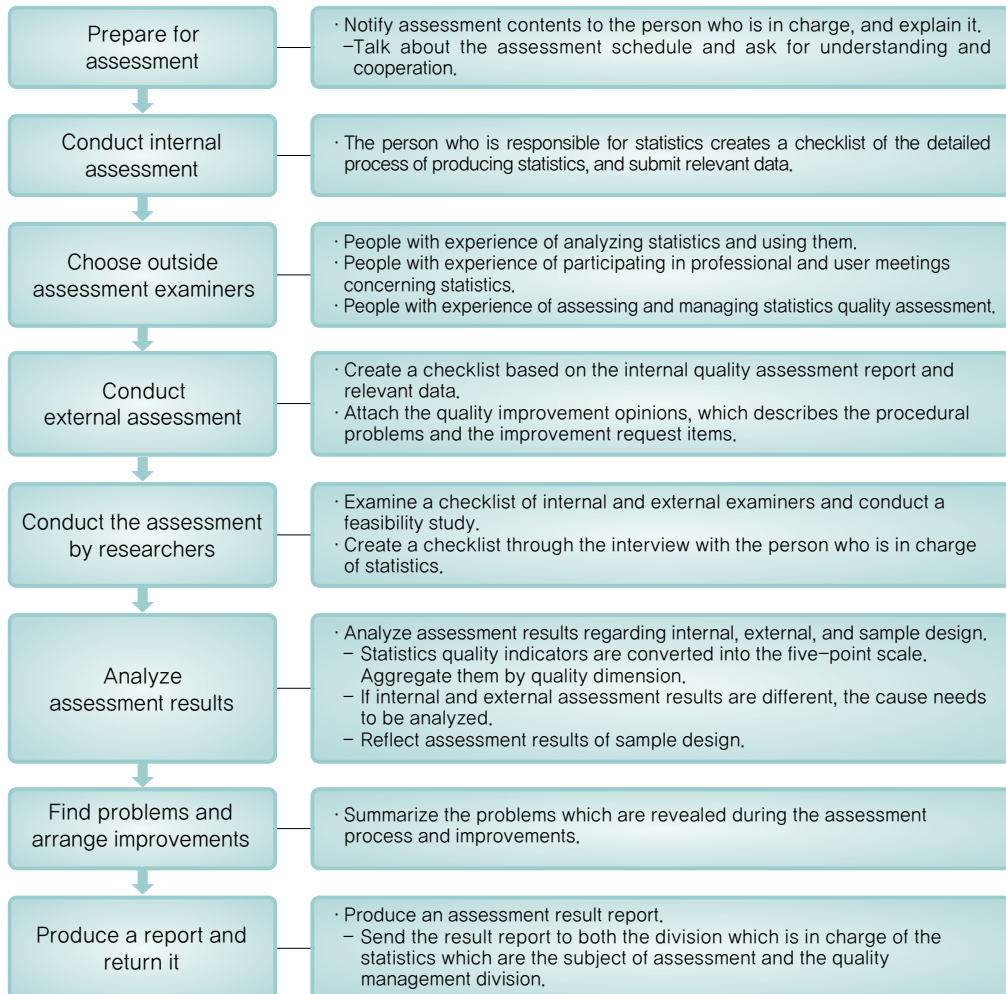 Prepare for
assessment
· Notify assessment contents to the person who is in charge, and explain it.
–Talk about the assessment schedule and ask for understanding and
cooperation.
Conduct internal
assessment
· The person who is responsible for statistics creates a checklist of the detailed
process of producing statistics, and submit relevant data.
Choose outside
assessment examiners
· People with experience of analyzing statistics and using them.
· People with experience of participating in professional and user meetings
concerning statistics.
· People with experience of assessing and managing statistics quality assessment.
Conduct
external assessment
· Create a checklist based on the internal quality assessment report and
relevant data.
· Attach the quality improvement opinions, which describes the procedural
problems and the improvement request items.
Conduct the assessment
by researchers
· Examine a checklist of internal and external examiners and conduct a
feasibility study.
· Create a checklist through the interview with the person who is in charge
of statistics.
Analyze
assessment results
· Analyze assessment results regarding internal, external, and sample design.
– Statistics quality indicators are converted into the five–point scale.
Aggregate them by quality dimension.
– If internal and external assessment results are different, the cause needs
to be analyzed.
– Reflect assessment results of sample design.
Find problems and
arrange improvements
· Summarize the problems which are revealed during the assessment
process and improvements.
Produce a report and
return it
· Produce an assessment result report.
– Send the result report to both the division which is in charge of the
statistics which are the subject of assessment and the quality
management division.